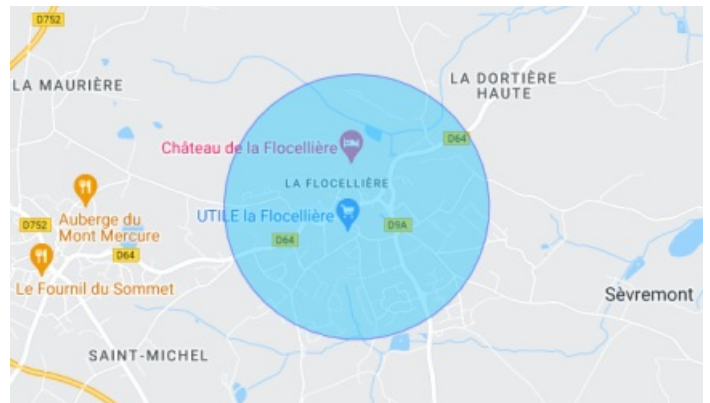 D752
LA MAURIÈRE
LA DORTIÈRE
HAUTE
D64
Château de la Flocellière
LA FLOCELLIÈRE
UTILE la Flocellière
D752
Auberge du
Mont Mercure
D64
D64
D9A
Le Fournil du Sommet
Sèvremont
SAINT-MICHEL